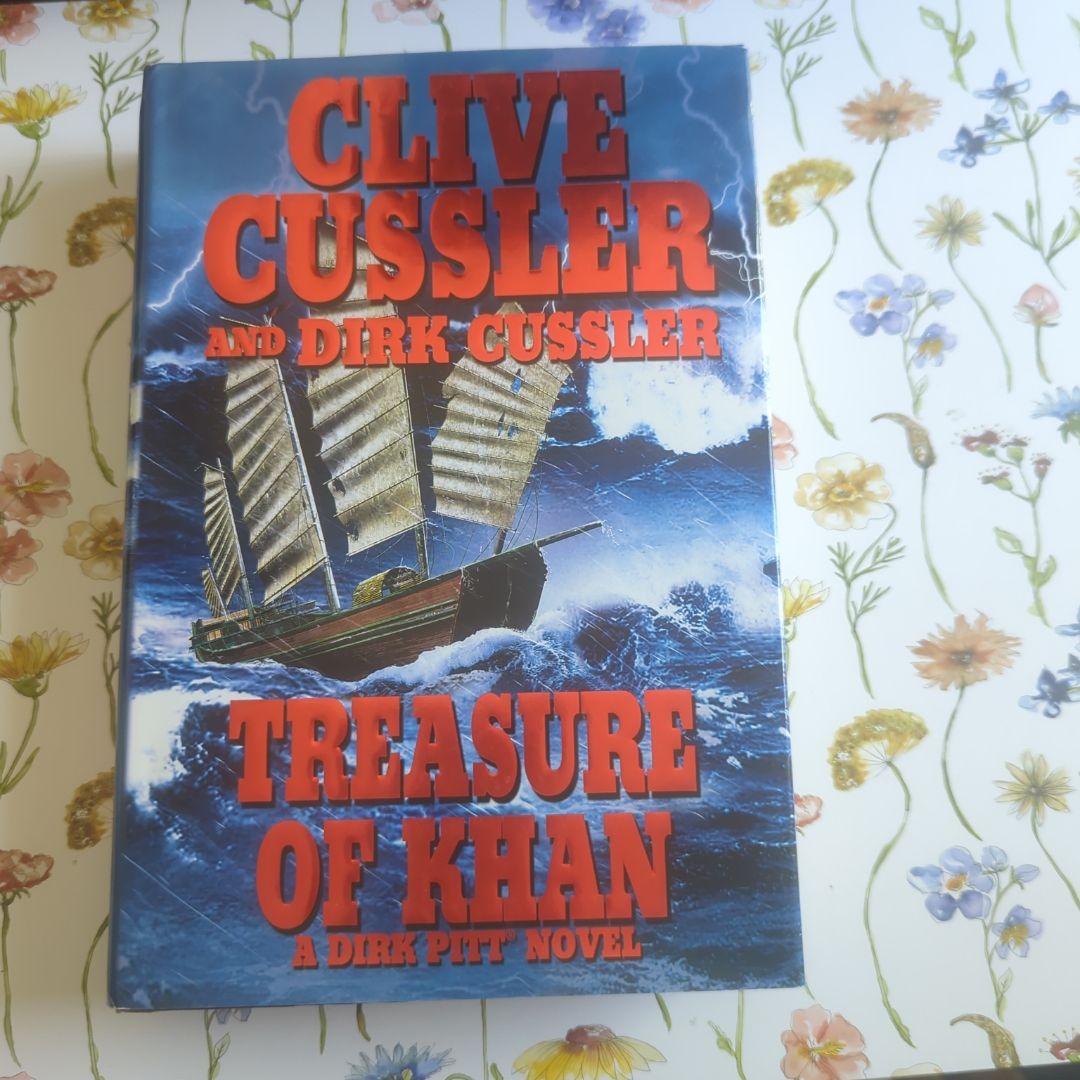 CLIVE
CUSSLER
AND DIRK CUSSLER
TREASURE
OF KHAN
A DIRK PITT® NOVEL